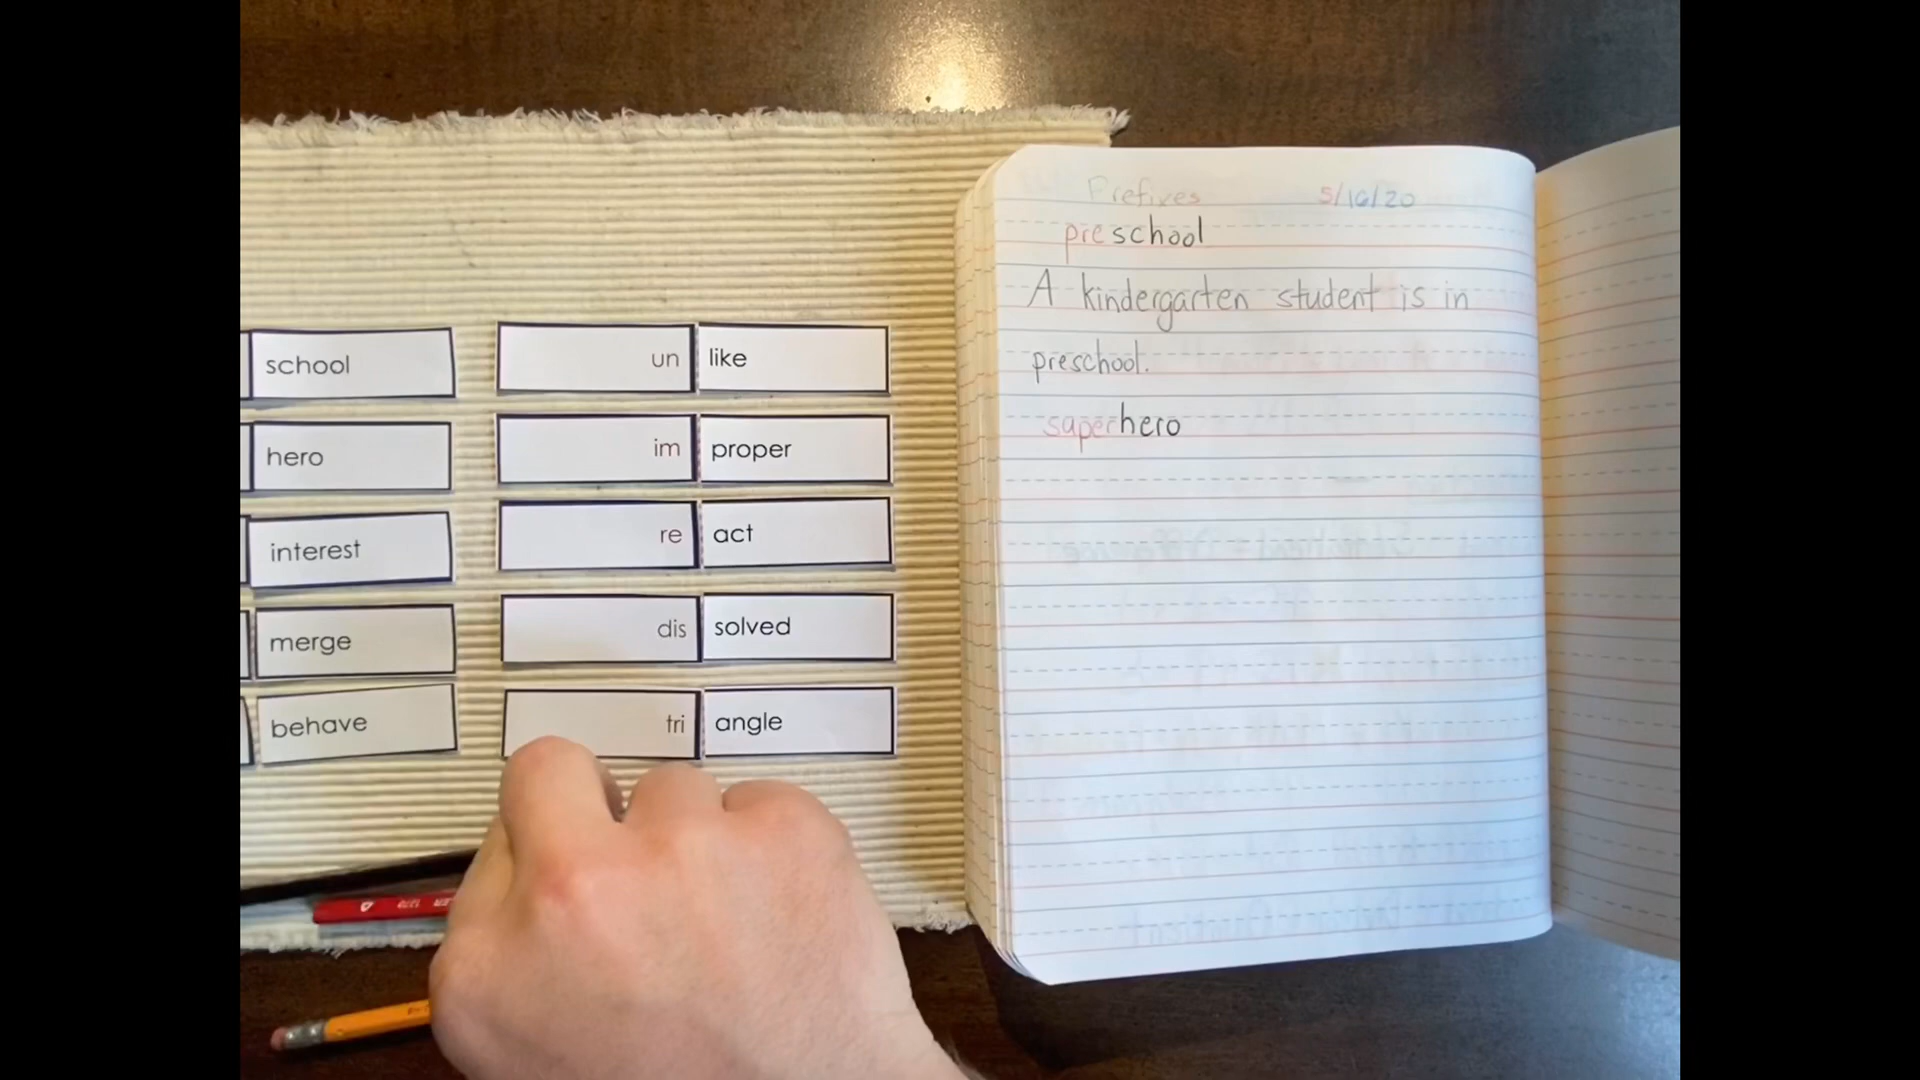 school
hero
interest
merge
behave
un like
im proper
re act
dis solved
tri angle
Prefixes 5/16/20
preschool
A kindergarten student is in
preschool.
superhero